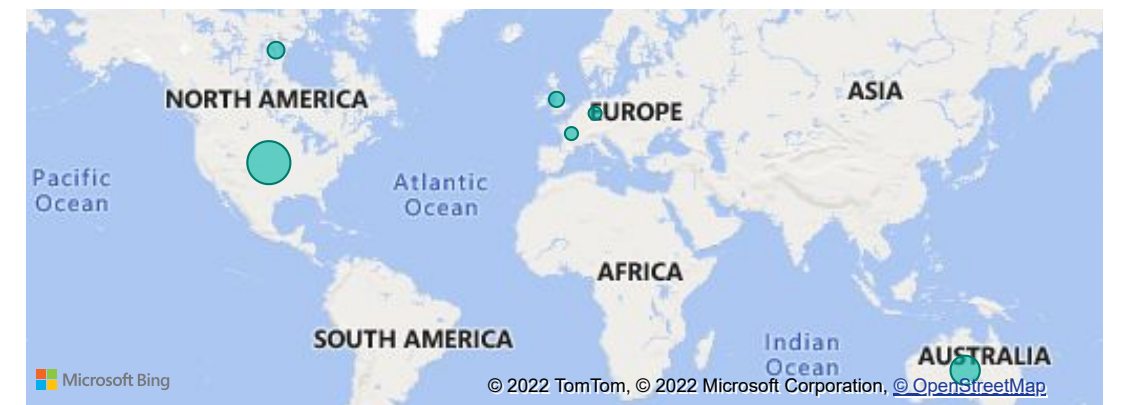 ASIA
NORTH AMERICA
EUROPE
Pacific
Ocean
Atlantic
Ocean
AFRICA
SOUTH AMERICA
Indian
Ocean
AUSTRALIA
Microsoft Bing
© 2022 TomTom, © 2022 Microsoft Corporation, © OpenStreetMap